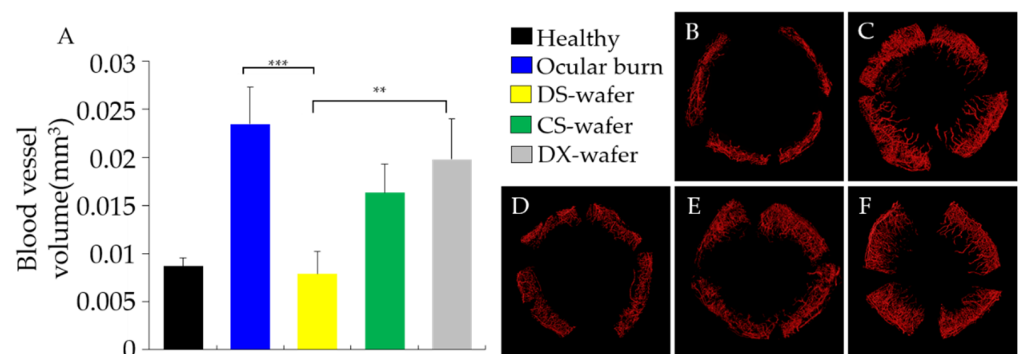 A
0.03
0.025
0.02
0.015
0.01
0.005
0
Blood vessel
volume(mm³)
***
**
Healthy
Ocular burn
DS-wafer
CS-wafer
DX-wafer
B
C
D
E
F